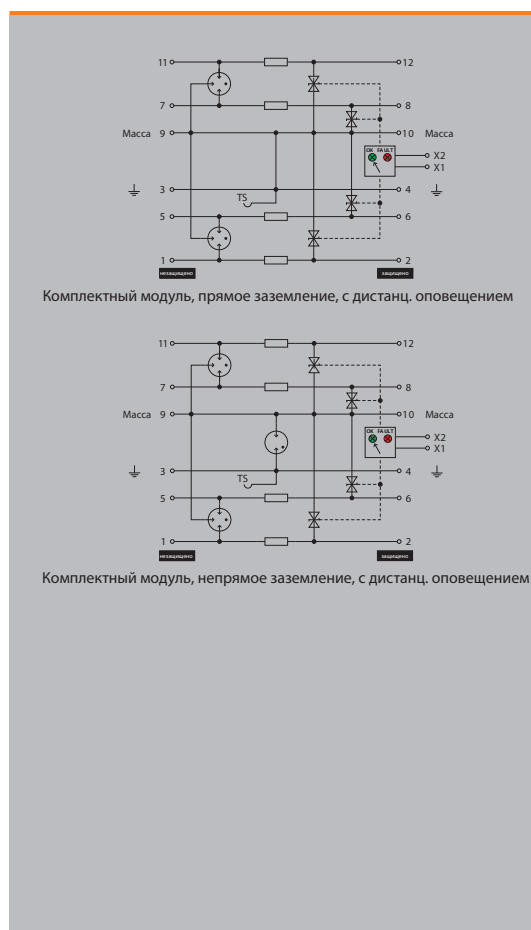 11 12
7 8
Масса 9 10 Масса
OK FAULT
X2
X1
3 4
TS
5 6
1 2
незащищено защищено
Комплектный модуль, прямое заземление, с дистанц. оповещением
11 12
7 8
Масса 9 10 Масса
OK FAULT
X2
X1
3 4
TS
5 6
1 2
незащищено защищено
Комплектный модуль, непрямое заземление, с дистанц. оповещением